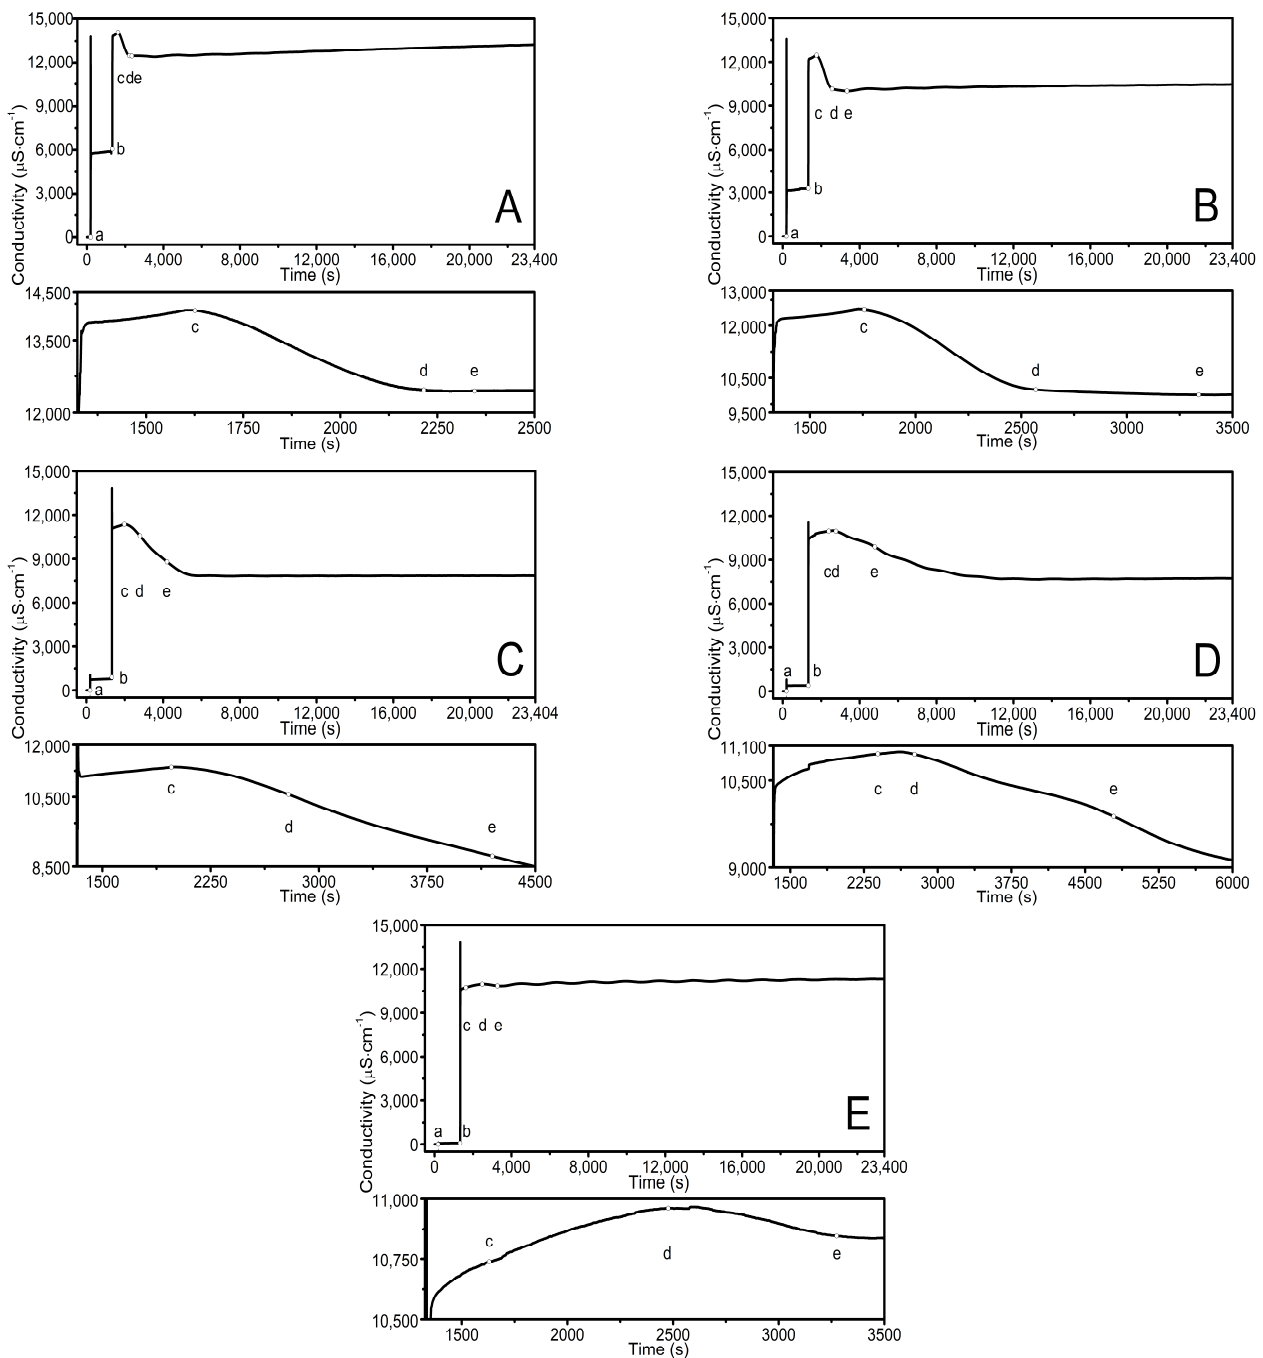 15,000
12,000
9,000
6,000
3,000
0
Conductivity (μS·cm⁻¹)
a
b
cde
A
0 4,000 8,000 12,000 16,000 20,000 23,400
Time (s)
14,500
13,500
12,000
c
d
e
1500 1750 2000 2250 2500
Time (s)
15,000
12,000
9,000
6,000
3,000
0
Conductivity (μS·cm⁻¹)
a
b
c d e
B
0 4,000 8,000 12,000 16,000 20,000 23,400
Time (s)
13,000
12,000
10,500
9,500
c
d
e
1500 2000 2500 3000 3500
Time (s)
15,000
12,000
9,000
6,000
3,000
0
Conductivity (μS·cm⁻¹)
a
b
c d e
C
0 4,000 8,000 12,000 16,000 20,000 23,404
Time (s)
12,000
10,500
8,500
c
d
e
1500 2250 3000 3750 4500
Time (s)
15,000
12,000
9,000
6,000
3,000
0
Conductivity (μS·cm⁻¹)
a b
cd e
D
0 4,000 8,000 12,000 16,000 20,000 23,400
Time (s)
11,100
10,500
9,000
c d e
1500 2250 3000 3750 4500 5250 6000
Time (s)
15,000
12,000
9,000
6,000
3,000
0
Conductivity (μS·cm⁻¹)
a b
c d e
E
0 4,000 8,000 12,000 16,000 20,000 23,400
Time (s)
11,000
10,750
10,500
c
d
e
1500 2000 2500 3000 3500
Time (s)